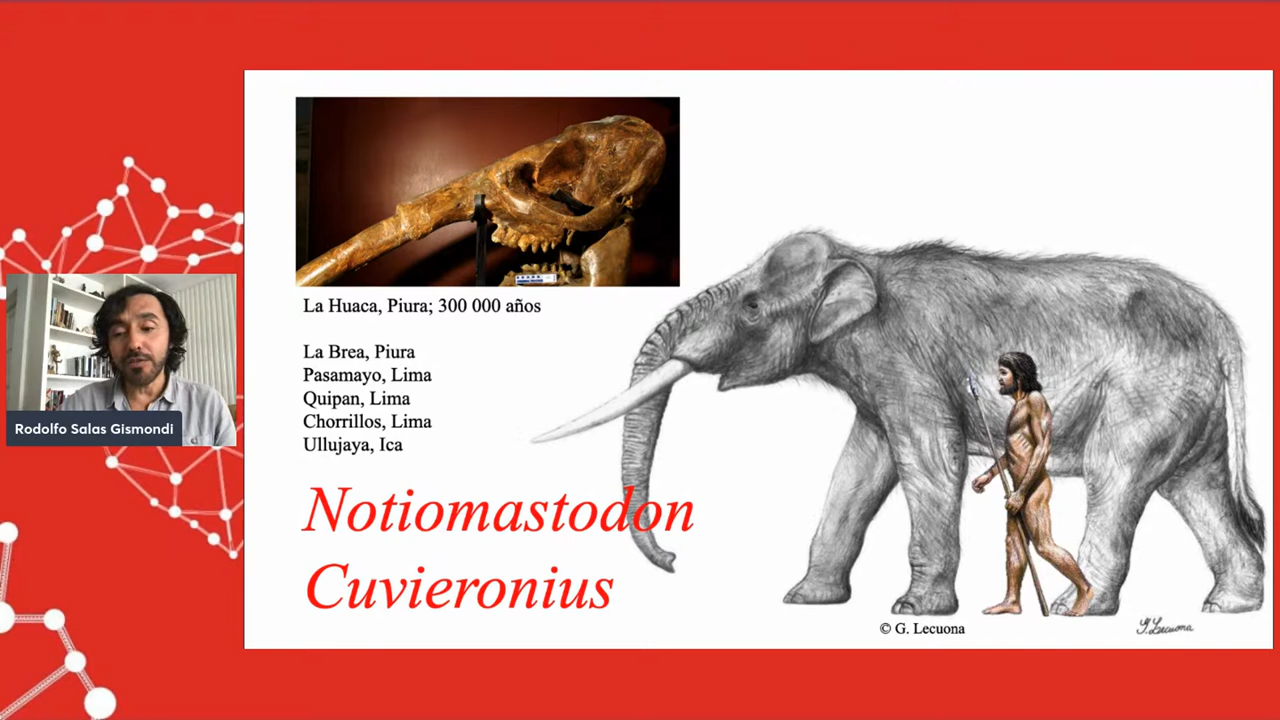 La Huaca, Piura; 300 000 años
La Brea, Piura
Pasamayo, Lima
Quipan, Lima
Chorrillos, Lima
Ullujaya, Ica
Notiomastodon
Cuvieronius
Rodolfo Salas Gismondi
© G. Lecuona
G. Lecuona